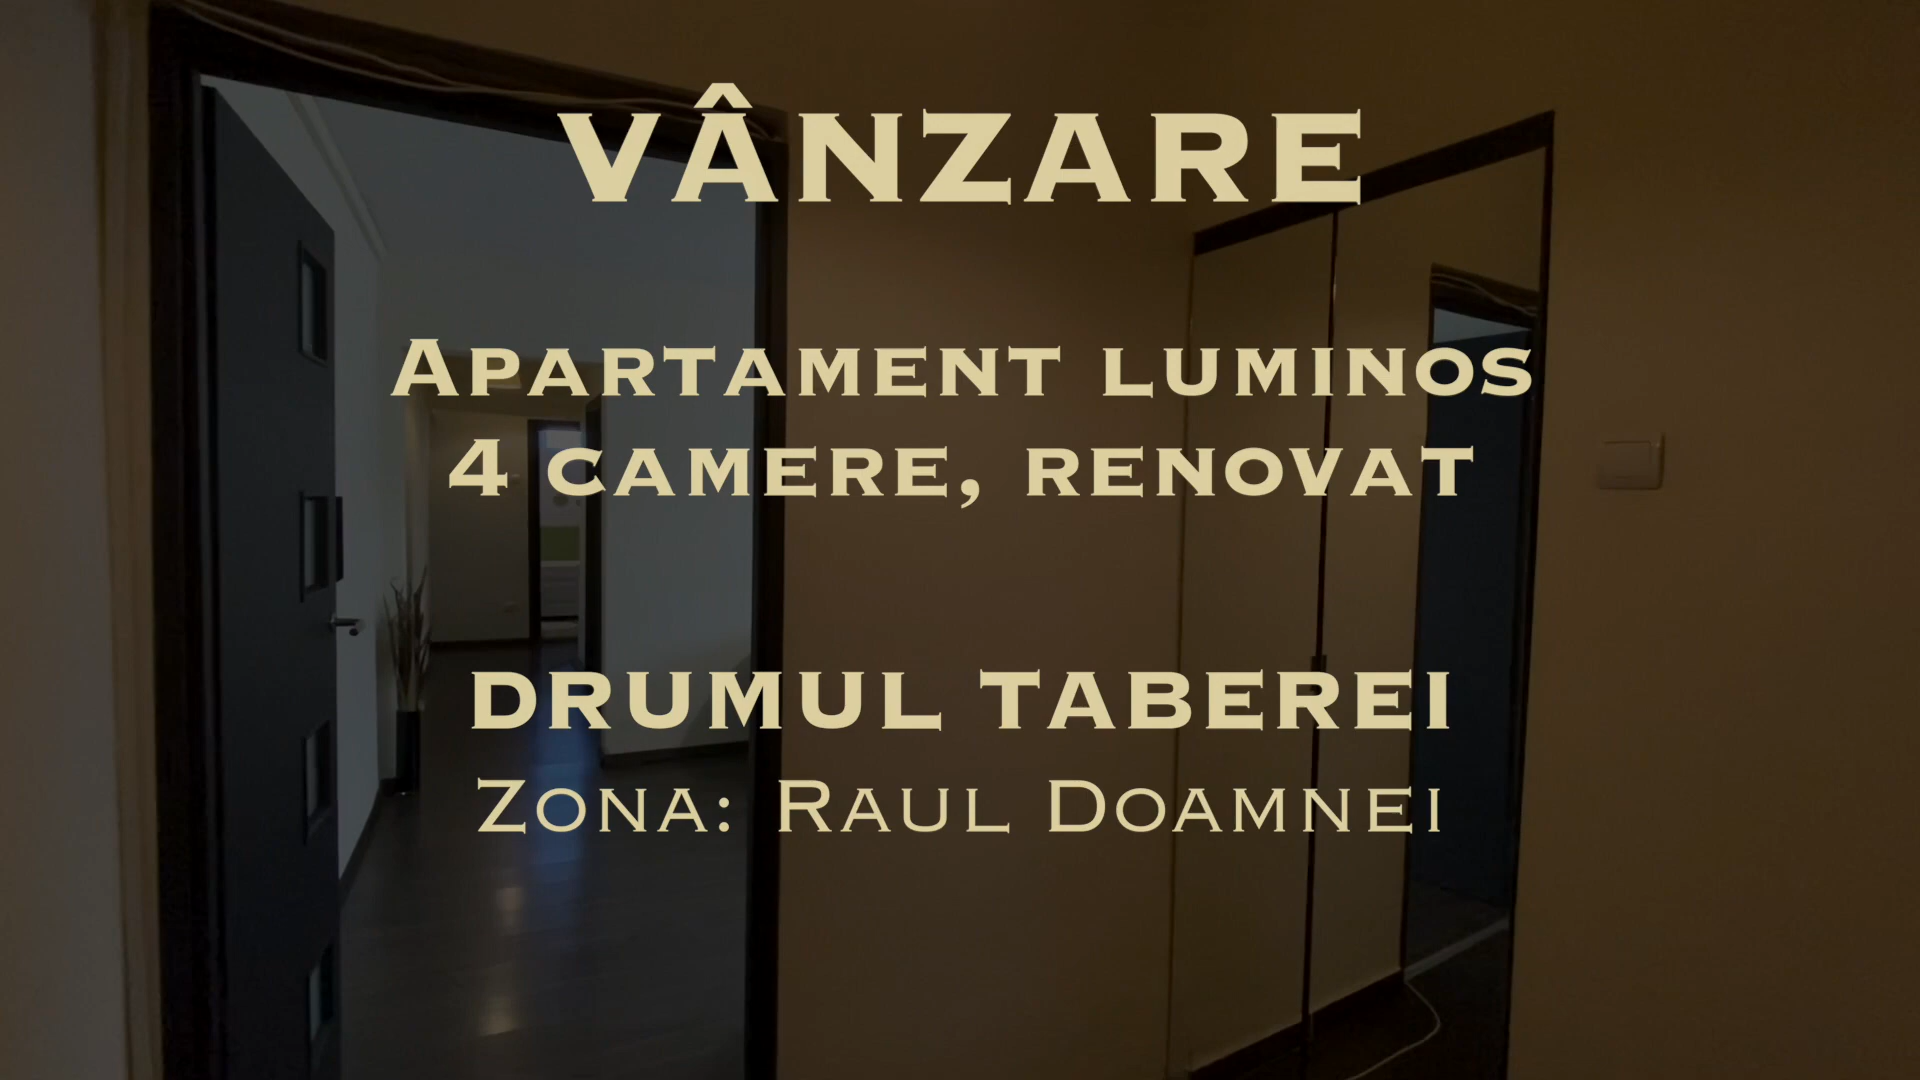 VÂNZARE
Apartament luminos
4 camere, renovat
DRUMUL TABEREI
Zona: Raul Doamnei